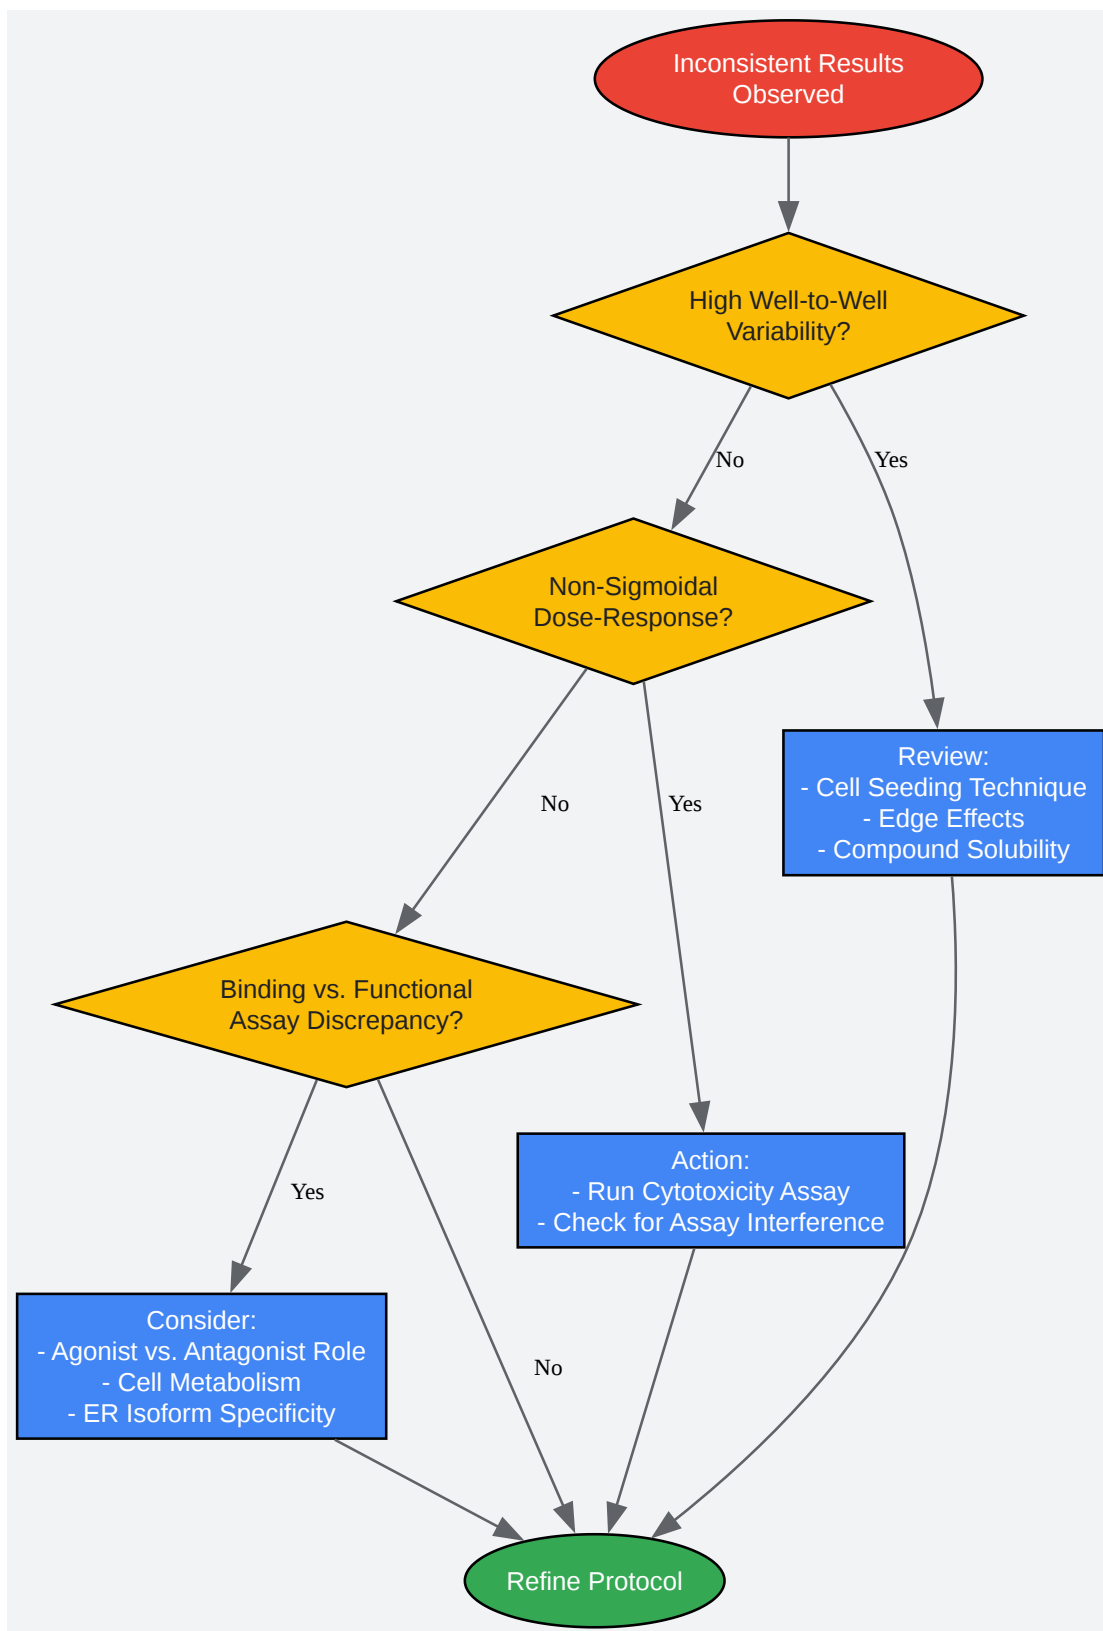 Inconsistent Results
Observed
High Well-to-Well
Variability?
No
Yes
Non-Sigmoidal
Dose-Response?
No
Yes
Review:
- Cell Seeding Technique
- Edge Effects
- Compound Solubility
Binding vs. Functional
Assay Discrepancy?
Yes
No
Action:
- Run Cytotoxicity Assay
- Check for Assay Interference
Consider:
- Agonist vs. Antagonist Role
- Cell Metabolism
- ER Isoform Specificity
Refine Protocol